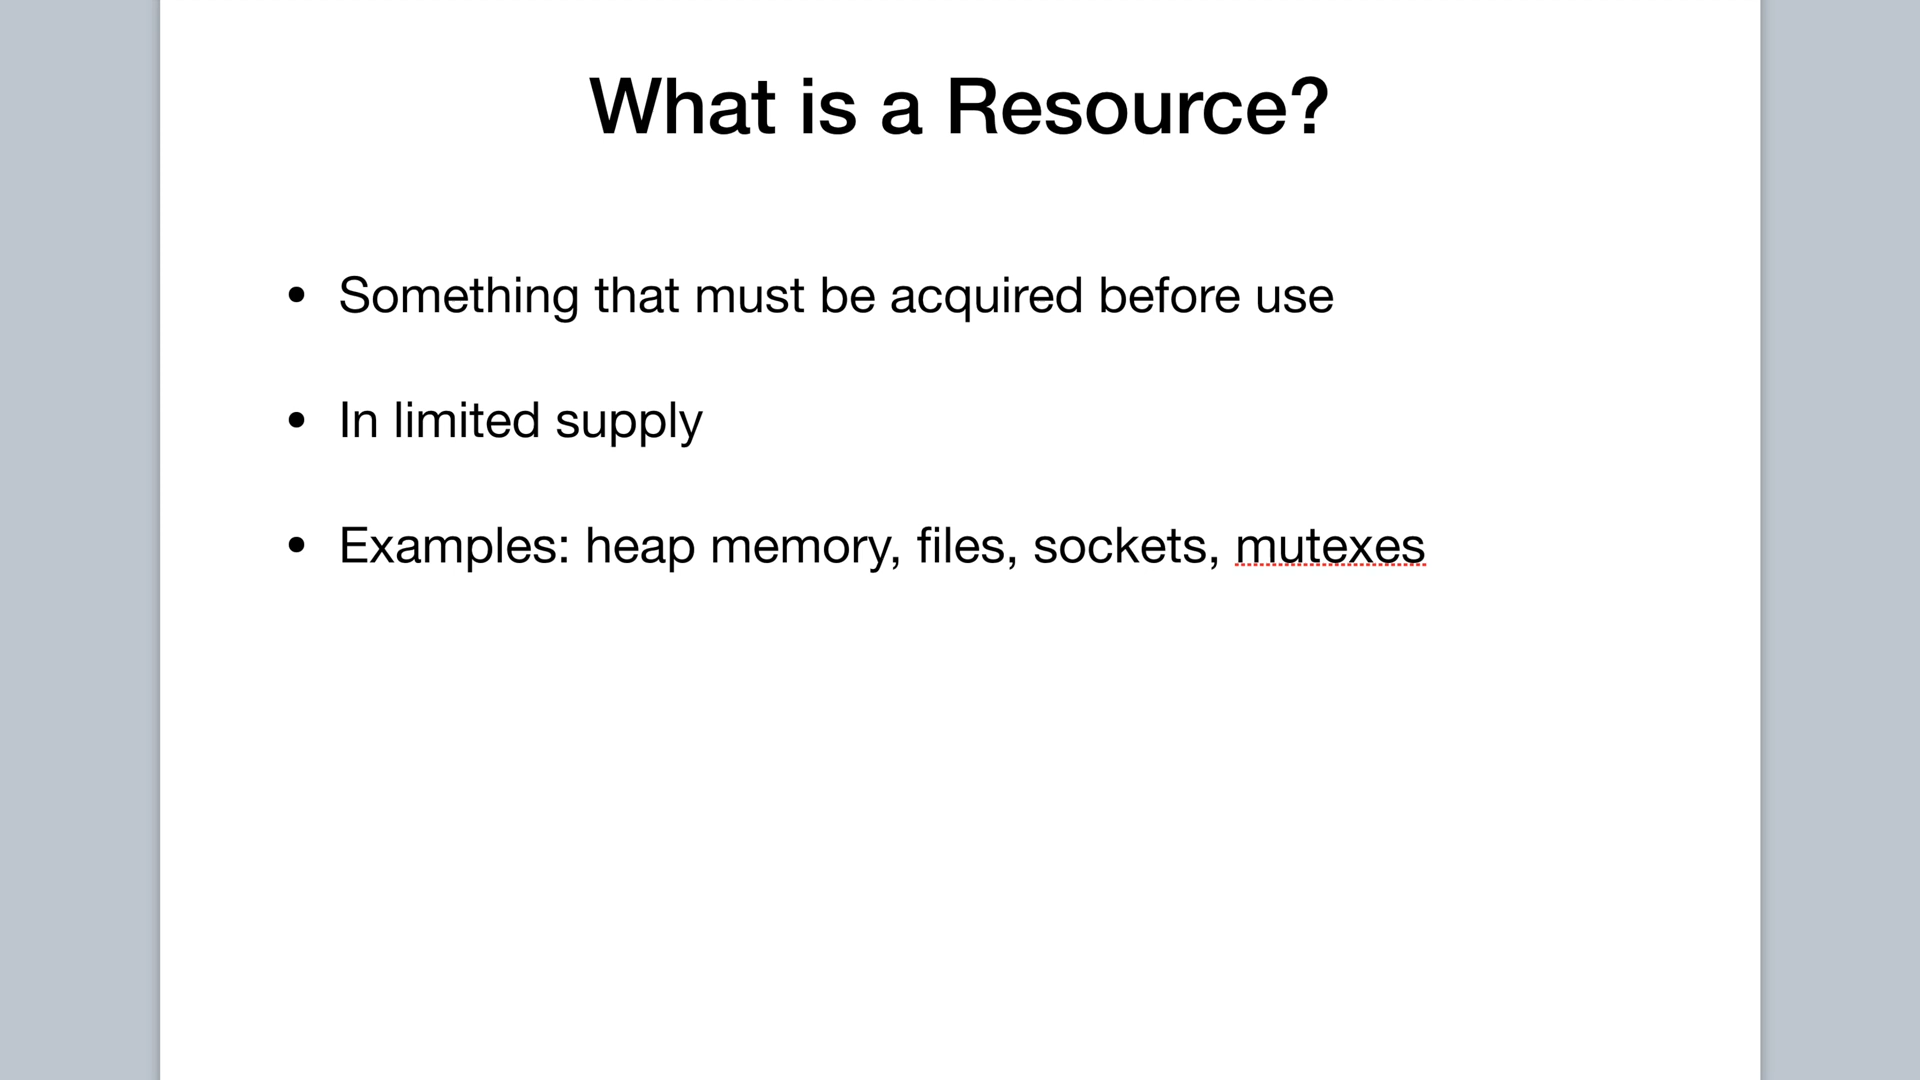 What is a Resource?
• Something that must be acquired before use
• In limited supply
• Examples: heap memory, files, sockets, mutexes